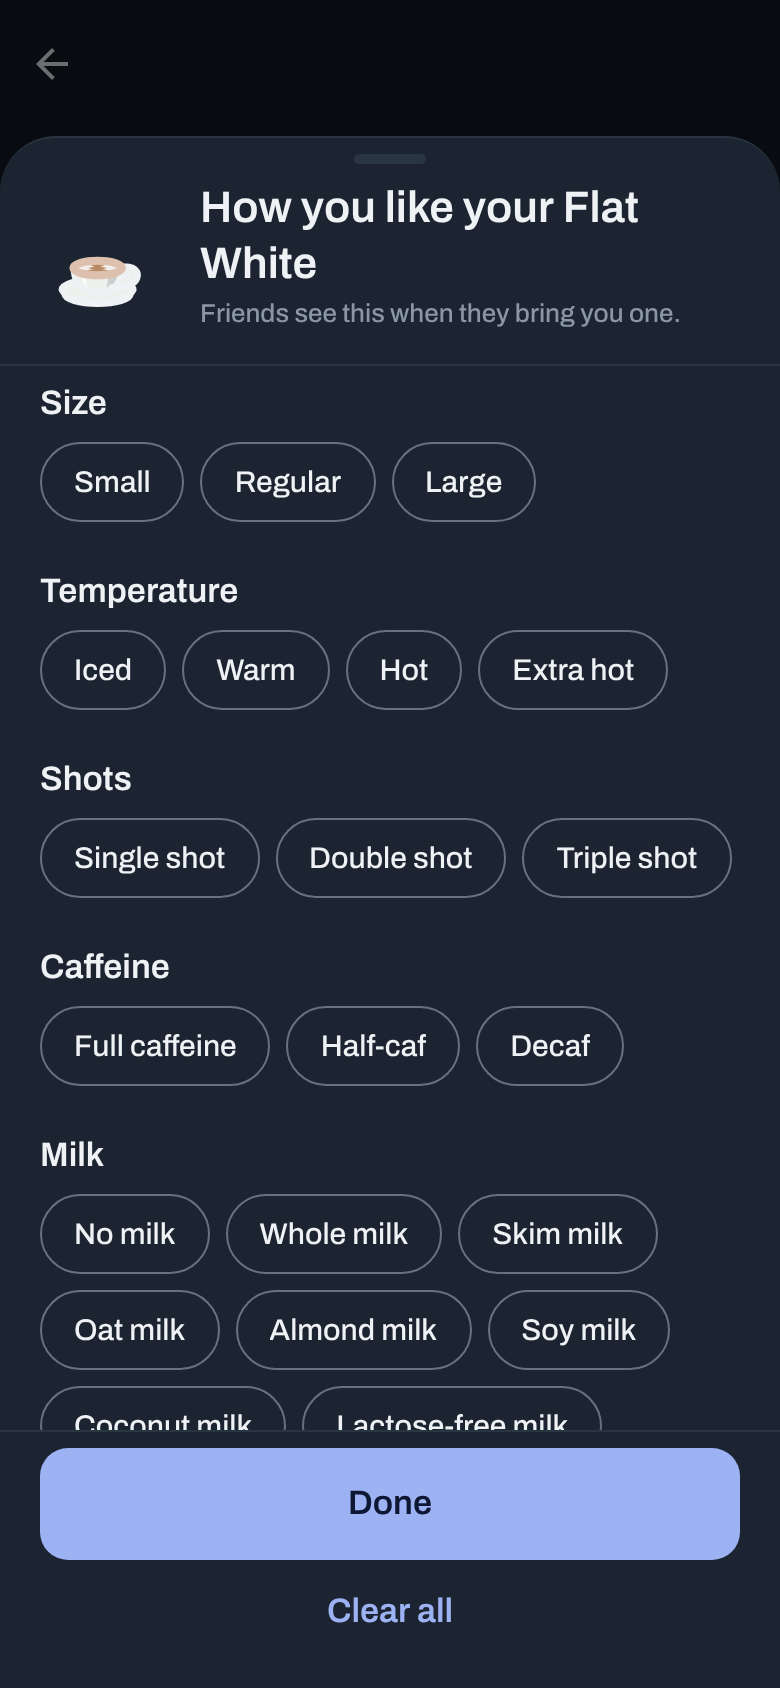 How you like your Flat
White
Friends see this when they bring you one.
Size
Small Regular Large
Temperature
Iced Warm Hot Extra hot
Shots
Single shot Double shot Triple shot
Caffeine
Full caffeine Half-caf Decaf
Milk
No milk Whole milk Skim milk
Oat milk Almond milk Soy milk
Coconut milk Lactose-free milk
Done
Clear all